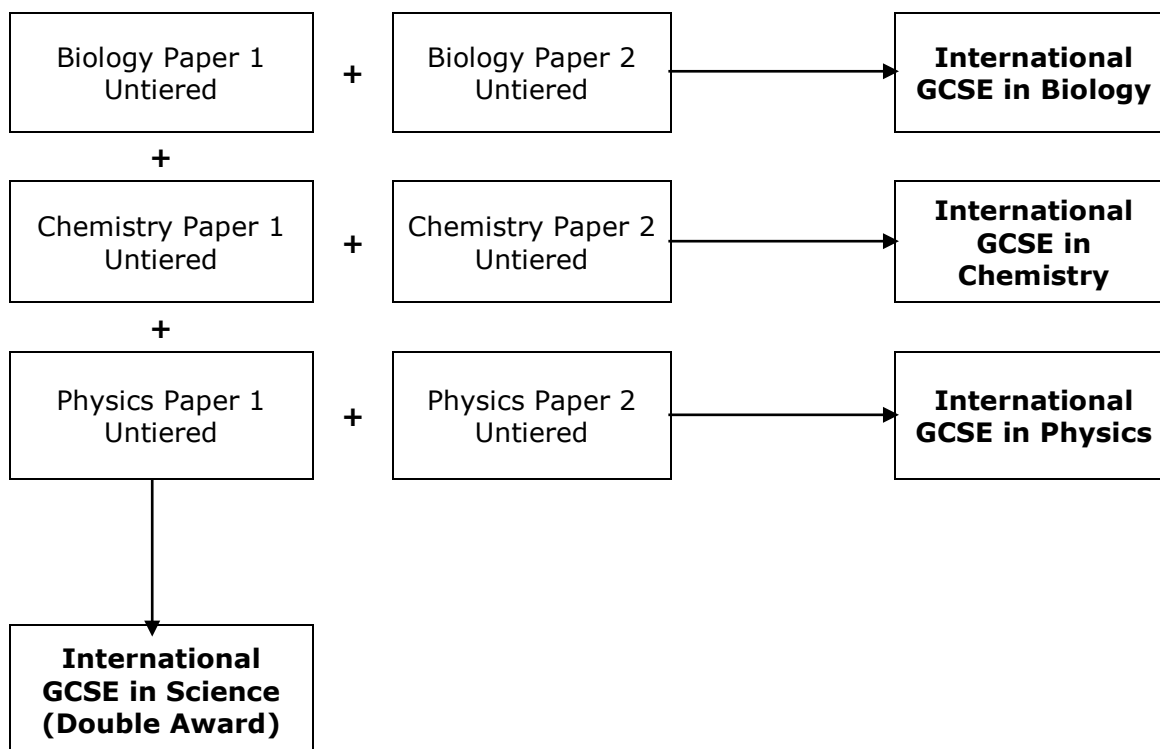 Biology Paper 1
Untiered
+
Biology Paper 2
Untiered
International
GCSE in Biology
+
Chemistry Paper 1
Untiered
+
Chemistry Paper 2
Untiered
International
GCSE in
Chemistry
+
Physics Paper 1
Untiered
+
Physics Paper 2
Untiered
International
GCSE in Physics
International
GCSE in Science
(Double Award)